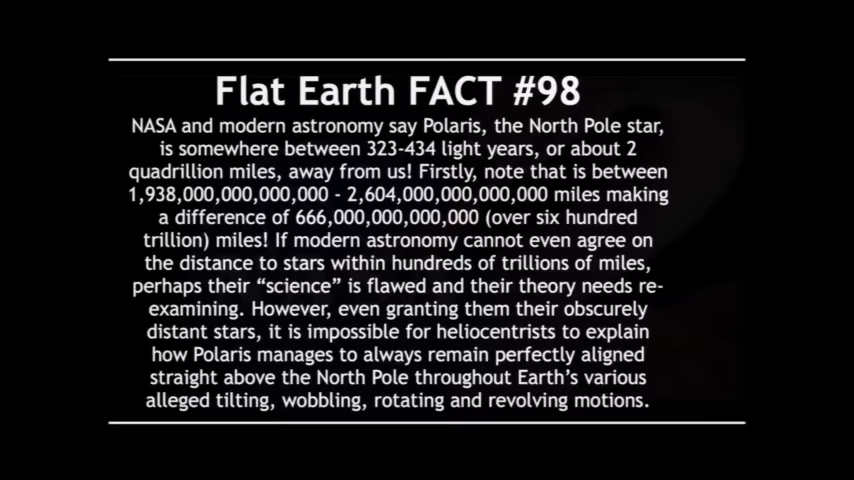 Flat Earth FACT #98
NASA and modern astronomy say Polaris, the North Pole star,
is somewhere between 323-434 light years, or about 2
quadrillion miles, away from us! Firstly, note that is between
1,938,000,000,000,000 - 2,604,000,000,000,000 miles making
a difference of 666,000,000,000,000 (over six hundred
trillion) miles! If modern astronomy cannot even agree on
the distance to stars within hundreds of trillions of miles,
perhaps their “science” is flawed and their theory needs re-
examining. However, even granting them their obscurely
distant stars, it is impossible for heliocentrists to explain
how Polaris manages to always remain perfectly aligned
straight above the North Pole throughout Earth’s various
alleged tilting, wobbling, rotating and revolving motions.